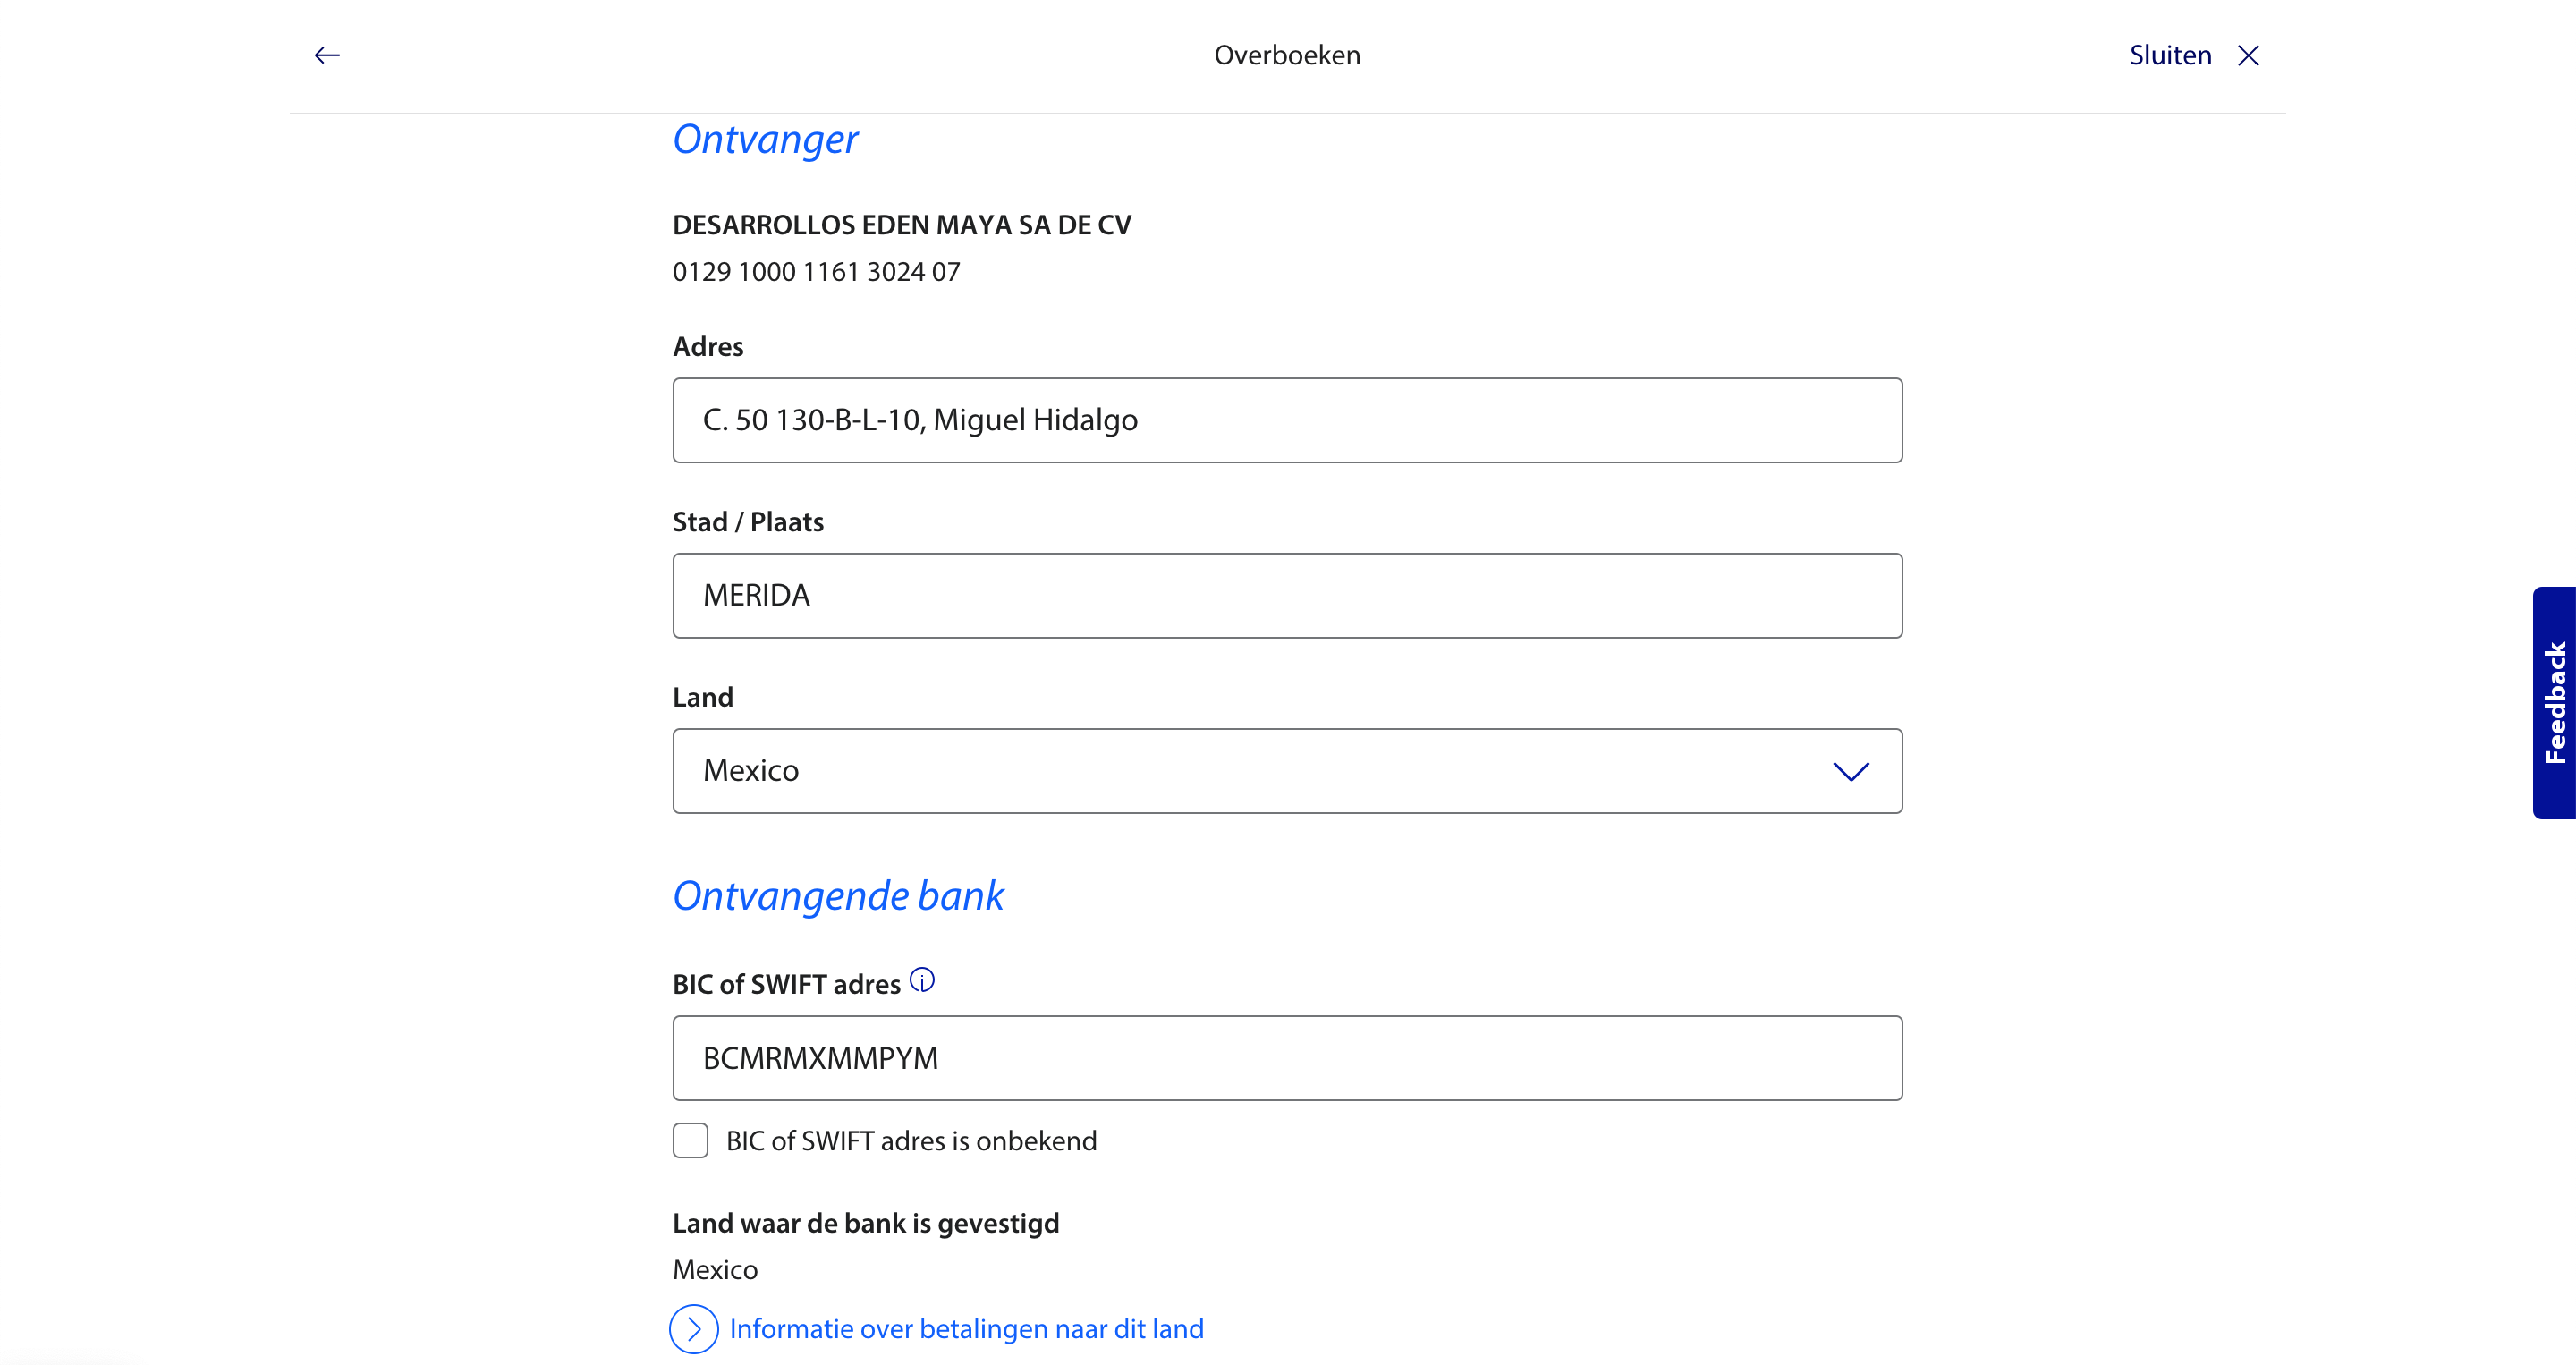 Overboeken
Sluiten
Ontvanger
DESARROLLOS EDEN MAYA SA DE CV
0129 1000 1161 3024 07
Adres
C. 50 130-B-L-10, Miguel Hidalgo
Stad / Plaats
MERIDA
Land
Mexico
Feedback
Ontvangende bank
BIC of SWIFT adres
BCMRMXMMPYM
BIC of SWIFT adres is onbekend
Land waar de bank is gevestigd
Mexico
Informatie over betalingen naar dit land